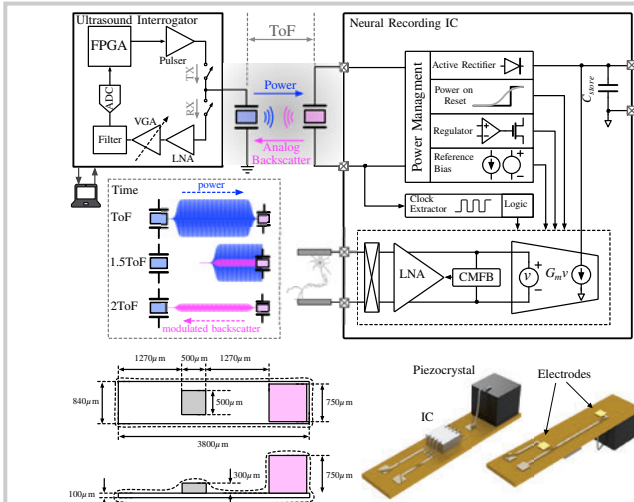 Ultrasound Interrogator
FPGA
Pulser
TX
RX
ADC
VGA
Filter
LNA
ToF
Power
Analog
Backscatter
Neural Recording IC
Power Managment
Active Rectifier
Power on
Reset
Regulator
Reference
Bias
Cstore
Clock
Extractor
Logic
LNA
CMFB
v
+
−
Gmv
Time
power
ToF
1.5ToF
2ToF
modulated backscatter
1270μm
500μm
1270μm
840μm
500μm
750μm
3800μm
300μm
100μm
750μm
Piezocrystal
IC
Electrodes